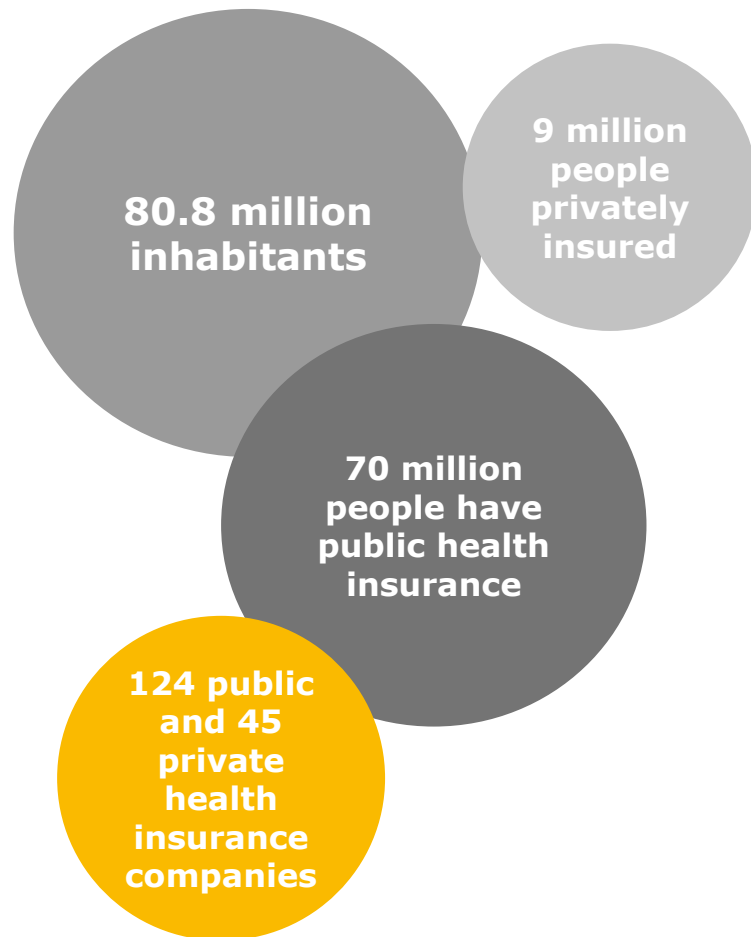 80.8 million
inhabitants
9 million
people
privately
insured
70 million
people have
public health
insurance
124 public
and 45
private
health
insurance
companies